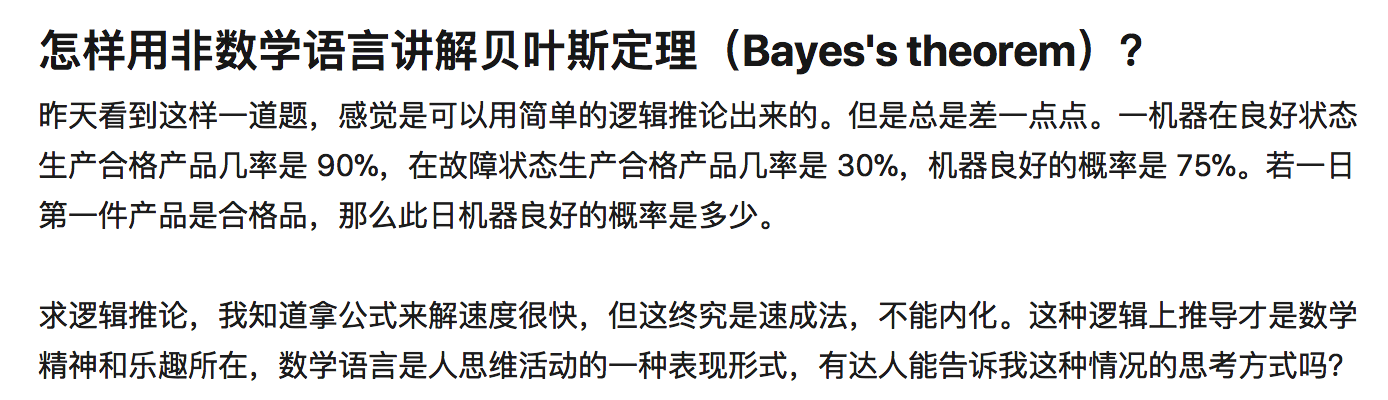 怎样用非数学语言讲解贝叶斯定理（Bayes's theorem）？
昨天看到这样一道题，感觉是可以用简单的逻辑推论出来的。但是总是差一点点。一机器在良好状态
生产合格产品几率是 90%，在故障状态生产合格产品几率是 30%，机器良好的概率是 75%。若一日
第一件产品是合格品，那么此日机器良好的概率是多少。
求逻辑推论，我知道拿公式来解速度很快，但这终究是速成法，不能内化。这种逻辑上推导才是数学
精神和乐趣所在，数学语言是人思维活动的一种表现形式，有达人能告诉我这种情况的思考方式吗？